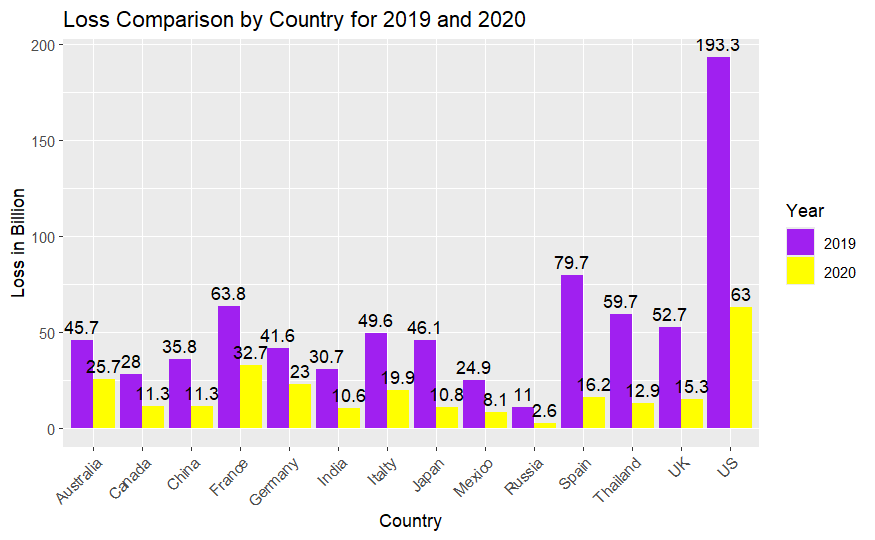 Loss Comparison by Country for 2019 and 2020
Loss in Billion
200
150
100
50
0
45.7
25.7
28
11.3
35.8
11.3
63.8
32.7
41.6
23
30.7
10.6
49.6
19.9
46.1
10.8
24.9
8.1
11
2.6
79.7
16.2
59.7
12.9
52.7
15.3
193.3
63
Australia
Canada
China
France
Germany
India
Italty
Japan
Mexico
Russia
Spain
Thailand
UK
US
Country
Year
2019
2020